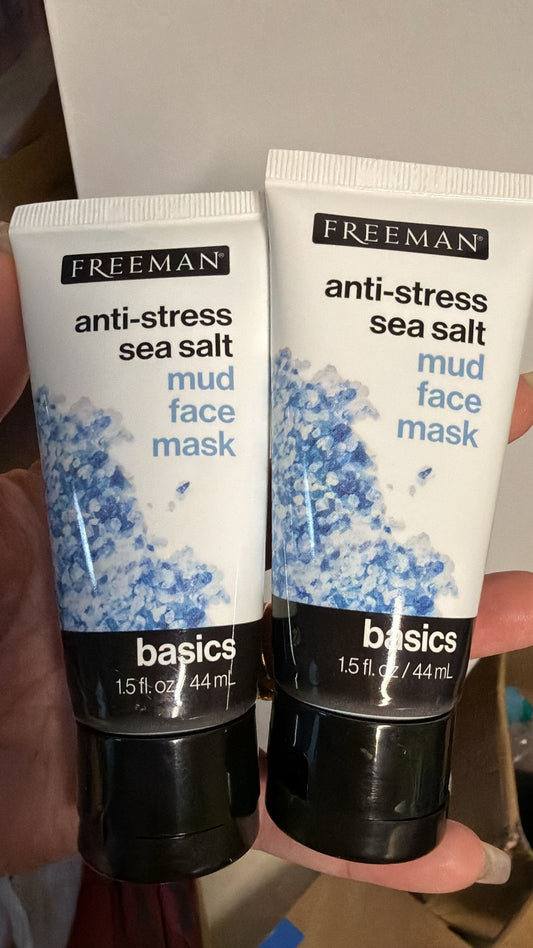 FREEMAN®
anti-stress
sea salt
mud
face
mask
basics
1.5 fl. oz / 44 mL
FREEMAN®
anti-stress
sea salt
mud
face
mask
basics
1.5 fl. oz / 44 mL